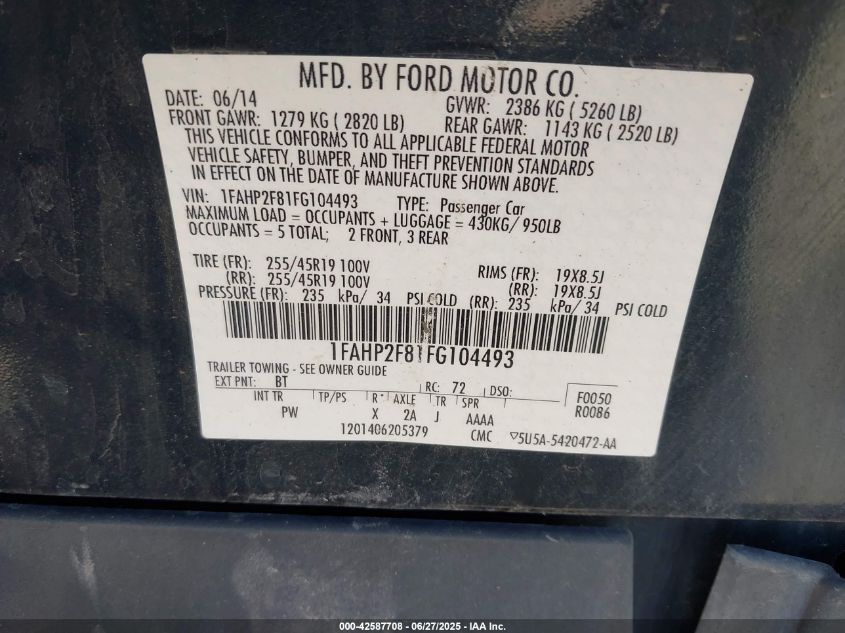 MFD. BY FORD MOTOR CO.
DATE: 06/14 GVWR: 2386 KG ( 5260 LB)
FRONT GAWR: 1279 KG ( 2820 LB) REAR GAWR: 1143 KG ( 2520 LB)
THIS VEHICLE CONFORMS TO ALL APPLICABLE FEDERAL MOTOR
VEHICLE SAFETY, BUMPER, AND THEFT PREVENTION STANDARDS
IN EFFECT ON THE DATE OF MANUFACTURE SHOWN ABOVE.
VIN: 1FAHP2F81FG104493 TYPE: Passenger Car
MAXIMUM LOAD = OCCUPANTS + LUGGAGE = 430KG/ 950LB
OCCUPANTS = 5 TOTAL; 2 FRONT, 3 REAR
TIRE (FR): 255/45R19 100V RIMS (FR): 19X8.5J
(RR): 255/45R19 100V (RR): 19X8.5J
PRESSURE (FR): 235 kPa/ 34 PSI COLD (RR): 235 kPa/ 34 PSI COLD
1FAHP2F81FG104493
TRAILER TOWING - SEE OWNER GUIDE
EXT PNT: BT RC: 72 DSO: F0050
INT TR TP/PS R AXLE TR SPR R0086
PW X 2A J AAAA
1201406205379 CMC 5U5A-5420472-AA
000-42587708 - 06/27/2025 - IAA Inc.